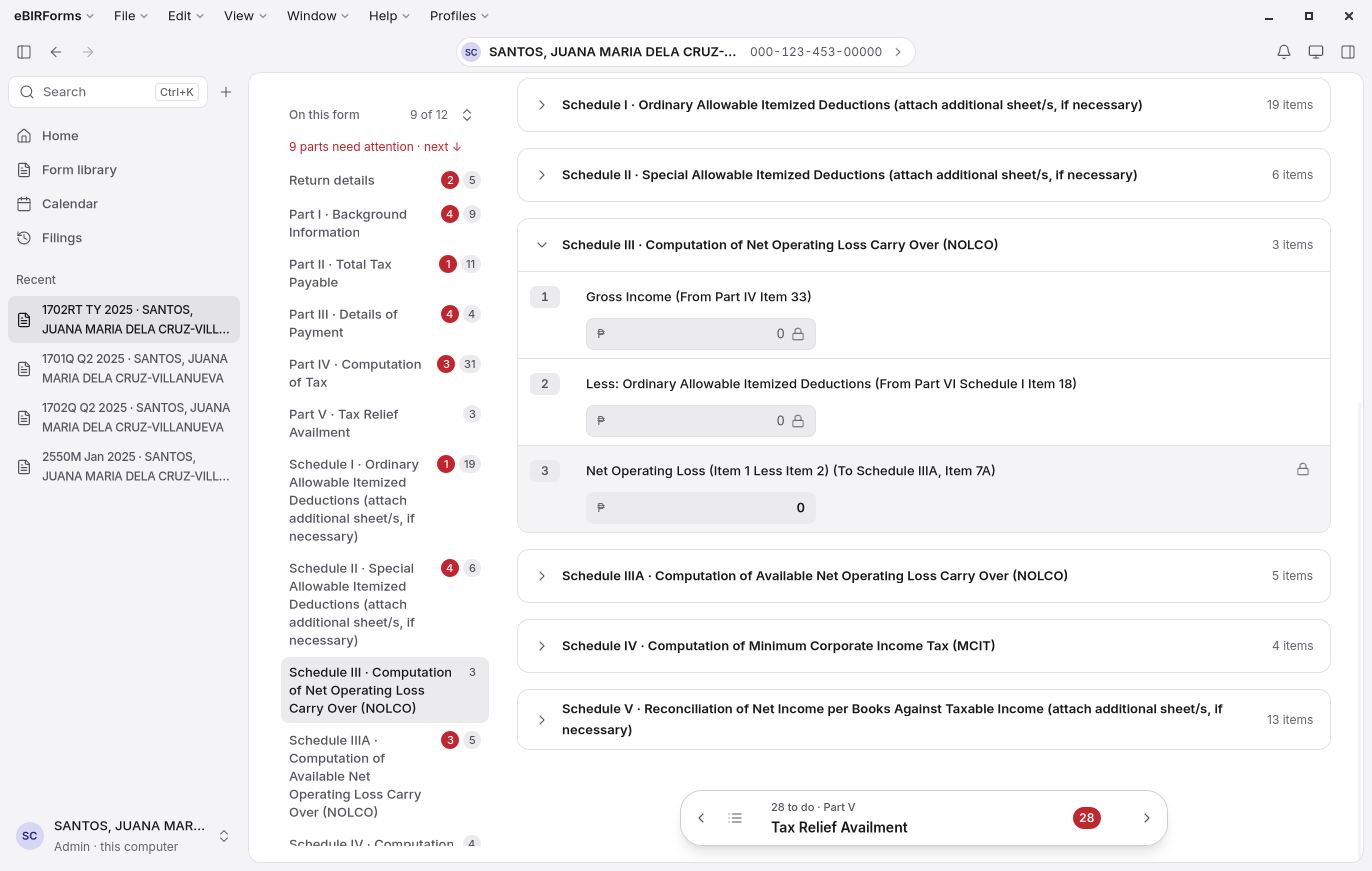 eBIRForms File Edit View Window Help Profiles
SC SANTOS, JUANA MARIA DELA CRUZ-... 000-123-453-00000
Search Ctrl+K
Home
Form library
Calendar
Filings
Recent
1702RT TY 2025 · SANTOS,
JUANA MARIA DELA CRUZ-VILL...
1701Q Q2 2025 · SANTOS, JUANA
MARIA DELA CRUZ-VILLANUEVA
1702Q Q2 2025 · SANTOS, JUANA
MARIA DELA CRUZ-VILLANUEVA
2550M Jan 2025 · SANTOS,
JUANA MARIA DELA CRUZ-VILL...
SC SANTOS, JUANA MAR...
Admin · this computer
On this form 9 of 12
9 parts need attention · next ↓
Return details 2 5
Part I · Background 4 9
Information
Part II · Total Tax 1 11
Payable
Part III · Details of 4 4
Payment
Part IV · Computation 3 31
of Tax
Part V · Tax Relief 3
Availment
Schedule I · Ordinary 1 19
Allowable Itemized
Deductions (attach
additional sheet/s, if
necessary)
Schedule II · Special 4 6
Allowable Itemized
Deductions (attach
additional sheet/s, if
necessary)
Schedule III · Computation 3
of Net Operating Loss
Carry Over (NOLCO)
Schedule IIIA · 3 5
Computation of
Available Net
Operating Loss Carry
Over (NOLCO)
Schedule IV · Computation 4
Schedule I · Ordinary Allowable Itemized Deductions (attach additional sheet/s, if necessary) 19 items
Schedule II · Special Allowable Itemized Deductions (attach additional sheet/s, if necessary) 6 items
Schedule III · Computation of Net Operating Loss Carry Over (NOLCO) 3 items
1 Gross Income (From Part IV Item 33)
₱ 0
2 Less: Ordinary Allowable Itemized Deductions (From Part VI Schedule I Item 18)
₱ 0
3 Net Operating Loss (Item 1 Less Item 2) (To Schedule IIIA, Item 7A)
₱ 0
Schedule IIIA · Computation of Available Net Operating Loss Carry Over (NOLCO) 5 items
Schedule IV · Computation of Minimum Corporate Income Tax (MCIT) 4 items
Schedule V · Reconciliation of Net Income per Books Against Taxable Income (attach additional sheet/s, if
necessary) 13 items
28 to do · Part V
Tax Relief Availment 28